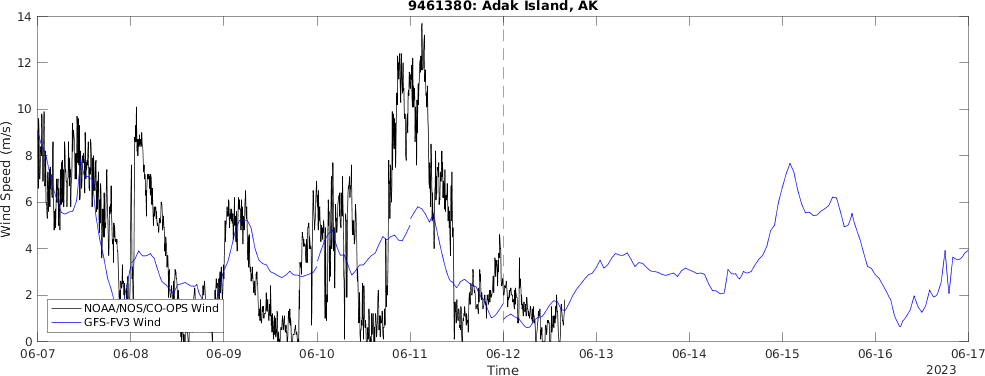 9461380: Adak Island, AK
Wind Speed (m/s)
14
12
10
8
6
4
2
0
NOAA/NOS/CO-OPS Wind
GFS-FV3 Wind
06-07 06-08 06-09 06-10 06-11 06-12 06-13 06-14 06-15 06-16 06-17
Time
2023